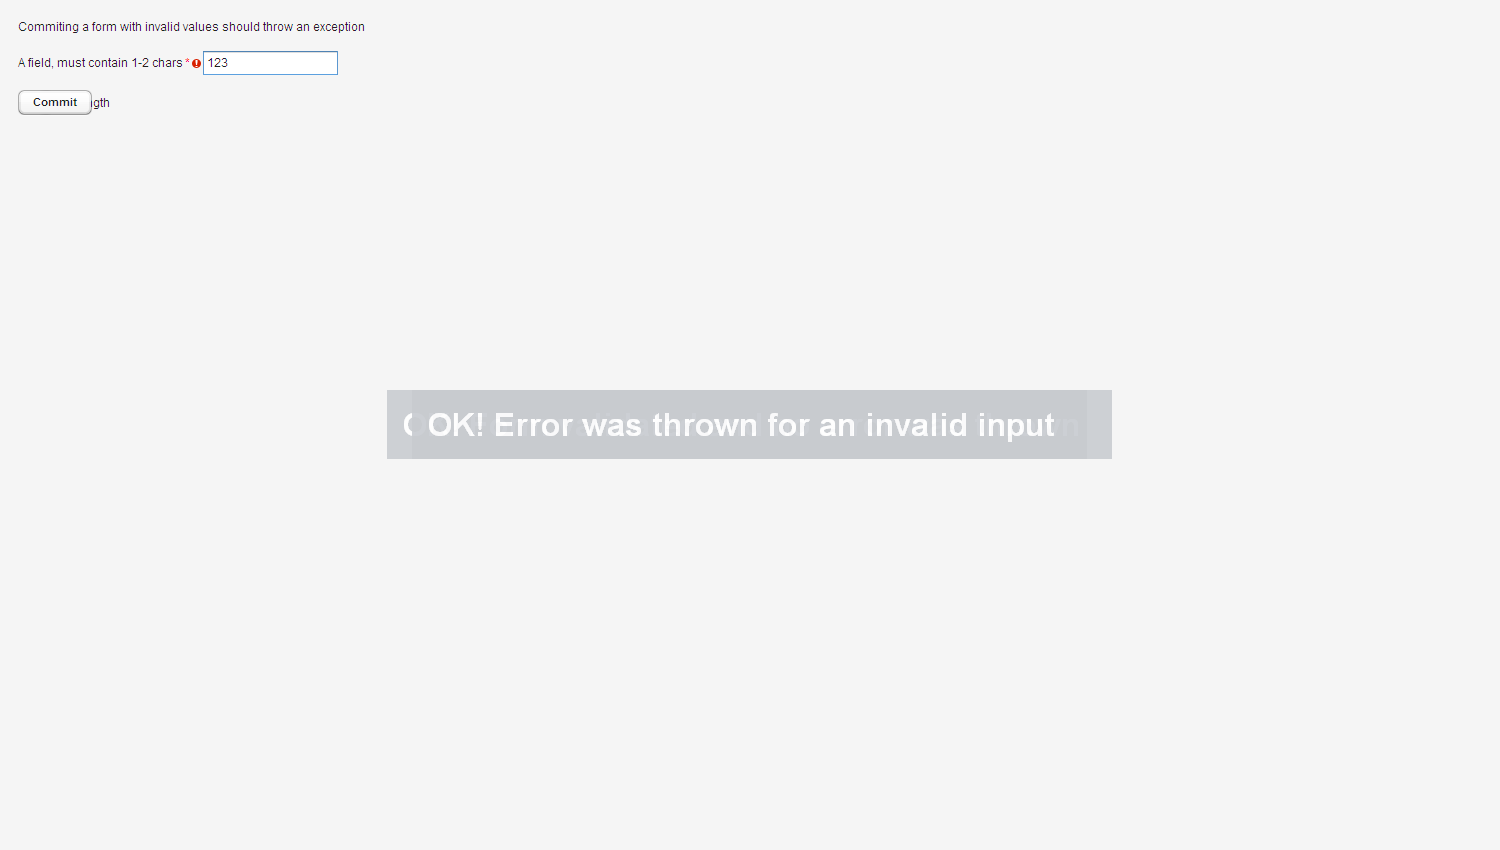 Commiting a form with invalid values should throw an exception
A field, must contain 1-2 chars *
123
Commit
gth
OK! Error was thrown for an invalid input